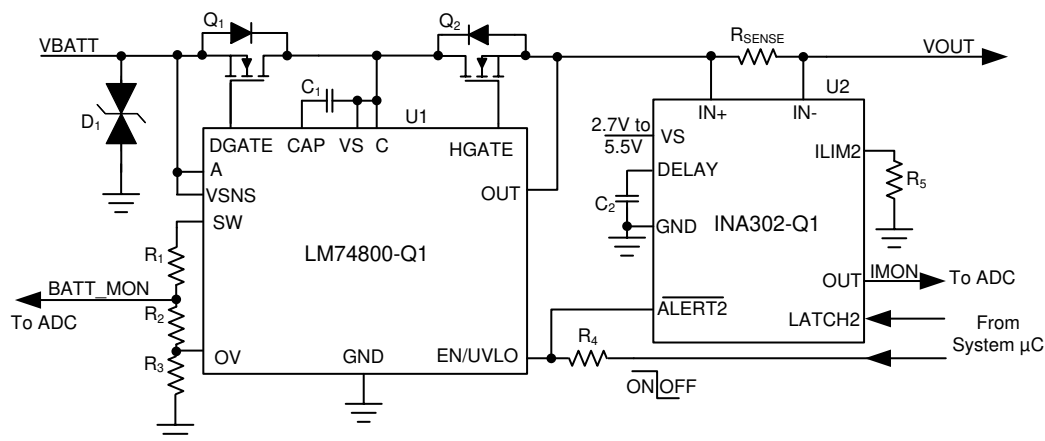 Q1
Q2
RSENSE
VBATT
VOUT
C1
U1
U2
D1
IN+
IN-
DGATE
CAP
VS
C
HGATE
2.7V to
5.5V
VS
ILIM2
A
VSNS
OUT
DELAY
R5
SW
C2
GND
INA302-Q1
R1
LM74800-Q1
BATT_MON
To ADC
OUT
IMON
To ADC
R2
ALERT2
LATCH2
From
System µC
R3
OV
GND
EN/UVLO
R4
ON
OFF